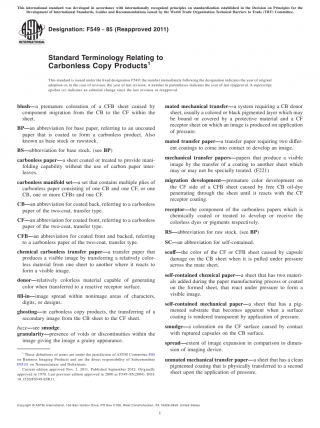 This international standard was developed in accordance with internationally recognized principles on standardization established in the Decision on Principles for the
Development of International Standards, Guides and Recommendations issued by the World Trade Organization Technical Barriers to Trade (TBT) Committee.
Designation: F549 − 85 (Reapproved 2011)
Standard Terminology Relating to
Carbonless Copy Products¹
This standard is issued under the fixed designation F549; the number immediately following the designation indicates the year of original
adoption or, in the case of revision, the year of last revision. A number in parentheses indicates the year of last reapproval. A superscript
epsilon (ε) indicates an editorial change since the last revision or reapproval.
blush—a premature coloration of a CFB sheet caused by
component migration from the CB to the CF within the
sheet.
BP—an abbreviation for base paper, referring to an uncoated
paper that is coated to form a carbonless product. Also
known as base stock or rawstock.
BS—abbreviation for base stock. (see BP)
carbonless paper—a sheet coated or treated to provide mani-
folding capability without the use of carbon paper inter-
leaves.
carbonless manifold set—a set that contains multiple plies of
carbonless paper consisting of one CB and one CF, or one
CB, one or more CFBs and one CF.
CB—an abbreviation for coated back, referring to a carbonless
paper of the two-coat, transfer type.
CF—an abbreviation for coated front, referring to a carbonless
paper of the two-coat, transfer type.
CFB—an abbreviation for coated front and backed, referring
to a carbonless paper of the two-coat, transfer type.
chemical carbonless paper—a transfer paper that
produces a visible image by transferring a relatively color-
less material from one sheet to another where it reacts to
form a visible image.
donor—relatively colorless material capable of generating
color when transferred to a reactive receptor surface.
fill-in—image spread within nonimage areas of characters,
digits, or designs.
ghosting—in carbonless copy products, the transferring of a
secondary image from the CB sheet to the CF sheet.
haze—see smudge.
granularity—presence of voids or discontinuities within the
image giving the image a grainy appearance.
mated mechanical transfer—a system requiring a CB donor
sheet, usually a colored or black pigmented layer which may
be bound or covered by a protective material and a CF
receptor sheet on which an image is produced on application
of pressure.
mated transfer paper—a transfer paper requiring two differ-
ent coatings to come into contact to develop an image.
mechanical transfer papers—papers that produce a visible
image by the transfer of a coating to another sheet which
may or may not be specially treated. (F221)
migration development—premature color development on
the CF side of a CFB sheet caused by free CB oil-dye
penetrating through the sheet until it reacts with the CF
receptor coating.
receptor—the component of the carbonless papers which is
chemically coated or treated to develop or receive the
colorless dyes or pigments respectively.
RS—abbreviation for raw stock. (see BP)
SC—an abbreviation for self-contained.
scuff—the color of CF or CFB sheet caused by capsule
damage on the CB sheet when it is pulled under pressure
across the mate sheet.
self-contained chemical paper—a sheet that has two materi-
als added during the paper manufacturing process or coated
on the formed sheet, that react under pressure to form a
visible image.
self-contained mechanical paper—a sheet that has a pig-
mented substrate that becomes apparent when a surface
coating is rendered transparent by application of pressure.
smudge—a coloration on the CF surface caused by contact
with ruptured capsules on the CB surface.
spread—extent of image expansion in comparison to dimen-
sion of imaging device.
unmated mechanical transfer paper—a sheet that has a clean
pigmented coating that is physically transferred to a second
sheet upon the application of pressure.
¹ These definitions of terms are under the jurisdiction of ASTM Committee F05
on Business Imaging Products and are the direct responsibility of Subcommittee
on Nomenclature and Definitions.
Current edition approved Nov. 1, 2011. Published September 2012. Originally
Copyright © ASTM International, 100 Barr Harbor Drive, PO Box C700, West Conshohocken, PA 19428-2959. United States
1